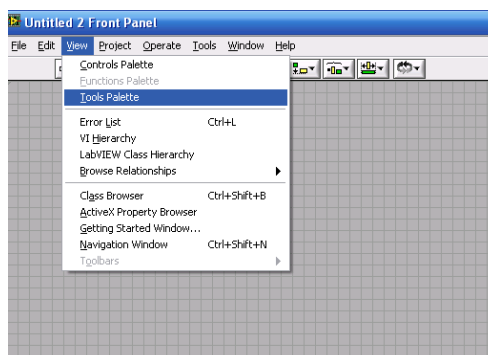 Untitled 2 Front Panel
File Edit View Project Operate Tools Window Help
Controls Palette
Functions Palette
Tools Palette
Error List Ctrl+L
VI Hierarchy
LabVIEW Class Hierarchy
Browse Relationships
Class Browser Ctrl+Shift+B
ActiveX Property Browser
Getting Started Window...
Navigation Window Ctrl+Shift+N
Toolbars